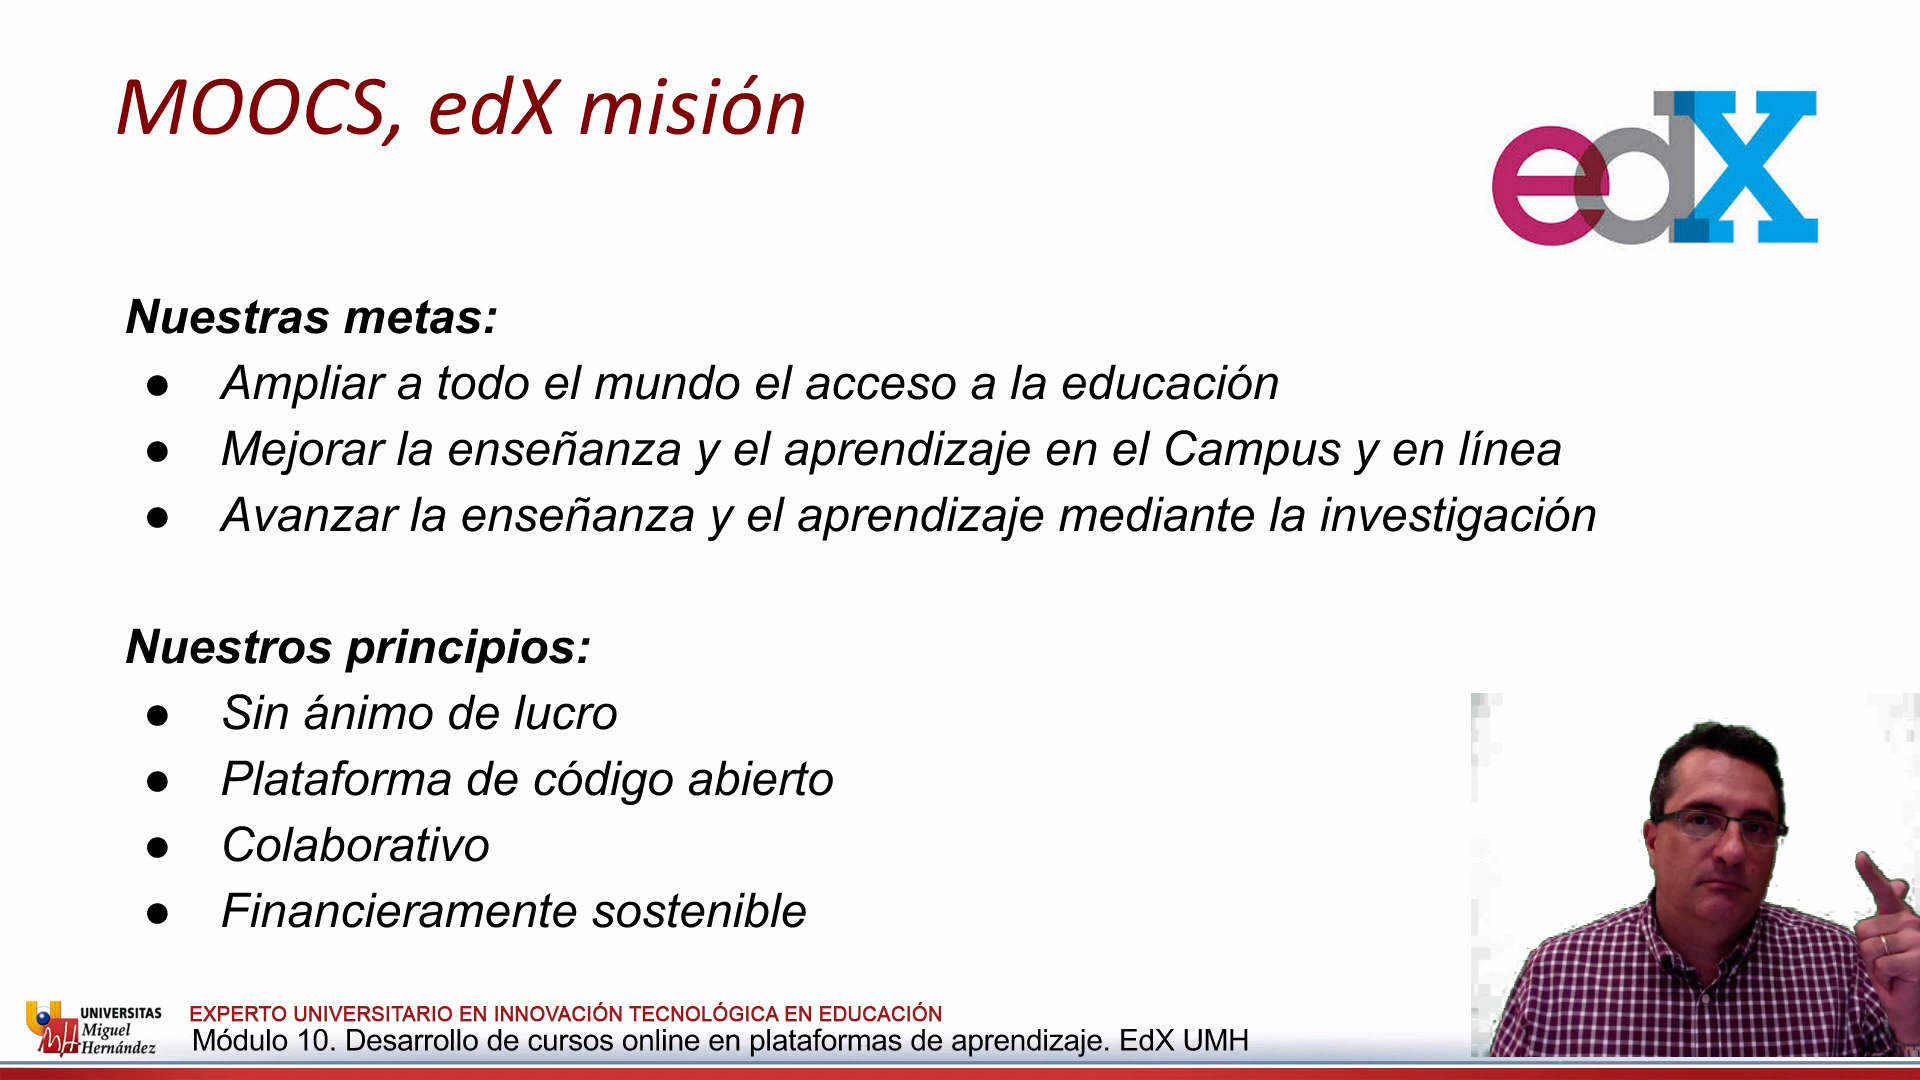 MOOCS, edX misión
edX
Nuestras metas:
● Ampliar a todo el mundo el acceso a la educación
● Mejorar la enseñanza y el aprendizaje en el Campus y en línea
● Avanzar la enseñanza y el aprendizaje mediante la investigación
Nuestros principios:
● Sin ánimo de lucro
● Plataforma de código abierto
● Colaborativo
● Financieramente sostenible
UNIVERSITAS
Miguel
Hernández
EXPERTO UNIVERSITARIO EN INNOVACIÓN TECNOLÓGICA EN EDUCACIÓN
Módulo 10. Desarrollo de cursos online en plataformas de aprendizaje. EdX UMH